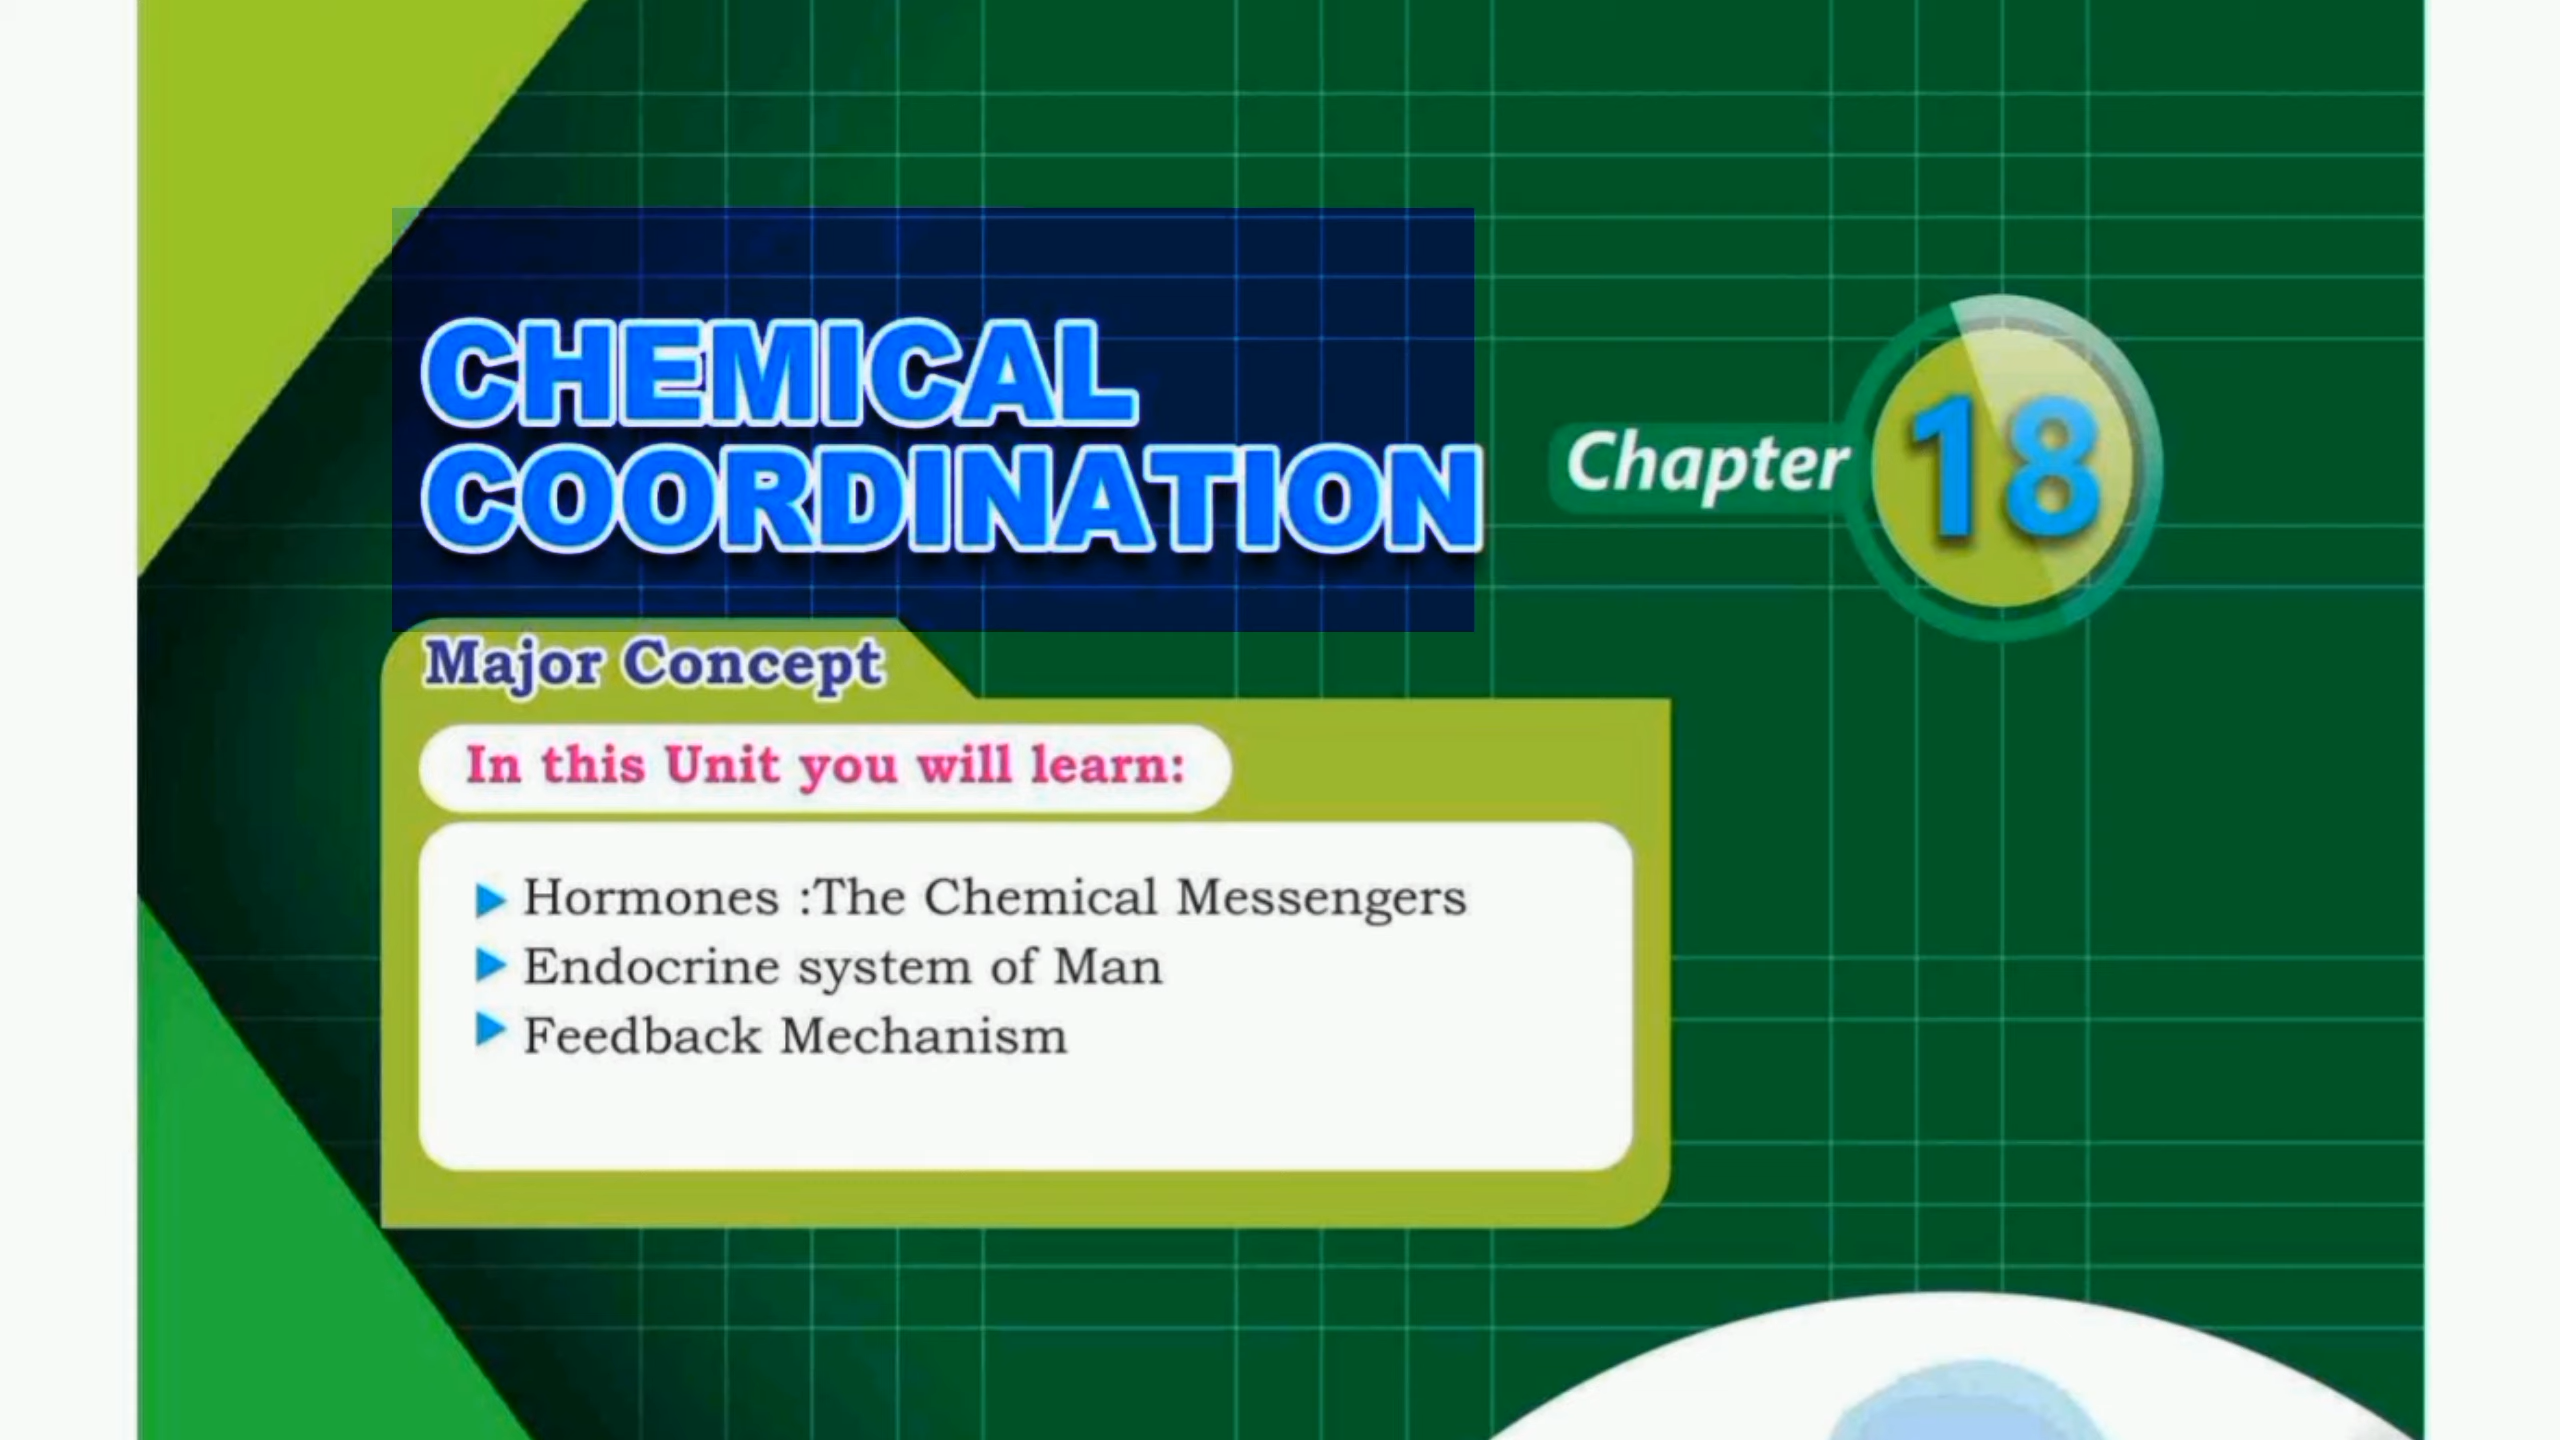 CHEMICAL
COORDINATION
Chapter 18
Major Concept
In this Unit you will learn:
Hormones :The Chemical Messengers
Endocrine system of Man
Feedback Mechanism